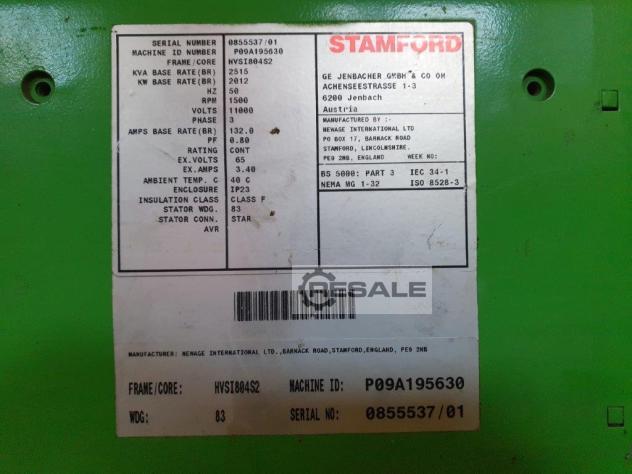 SERIAL NUMBER 0855537/01
MACHINE ID NUMBER P09A195630
FRAME/CORE HVSI804S2
KVA BASE RATE(BR) 2515
KW BASE RATE(BR) 2012
HZ 50
RPM 1500
VOLTS 11000
PHASE 3
AMPS BASE RATE(BR) 132.0
PF 0.80
RATING CONT
EX.VOLTS 65
EX.AMPS 3.40
AMBIENT TEMP. C 40 C
ENCLOSURE IP23
INSULATION CLASS CLASS F
STATOR WDG. 83
STATOR CONN. STAR
AVR
STAMFORD
GE JENBACHER GMBH & CO OH
ACHENSEESTRASSE 1-3
6200 Jenbach
Austria
MANUFACTURED BY :-
NEWAGE INTERNATIONAL LTD
PO BOX 17, BARNACK ROAD
STAMFORD, LINCOLNSHIRE.
PE9 2NB, ENGLAND WEEK NO:
BS 5000: PART 3 IEC 34-1
NEMA MG 1-32 ISO 8528-3
RESALE
MANUFACTURER: NEWAGE INTERNATIONAL LTD.,BARNACK ROAD,STAMFORD,ENGLAND, PE9 2NB
FRAME/CORE: HVSI804S2 MACHINE ID: P09A195630
WDG: 83 SERIAL NO: 0855537/01